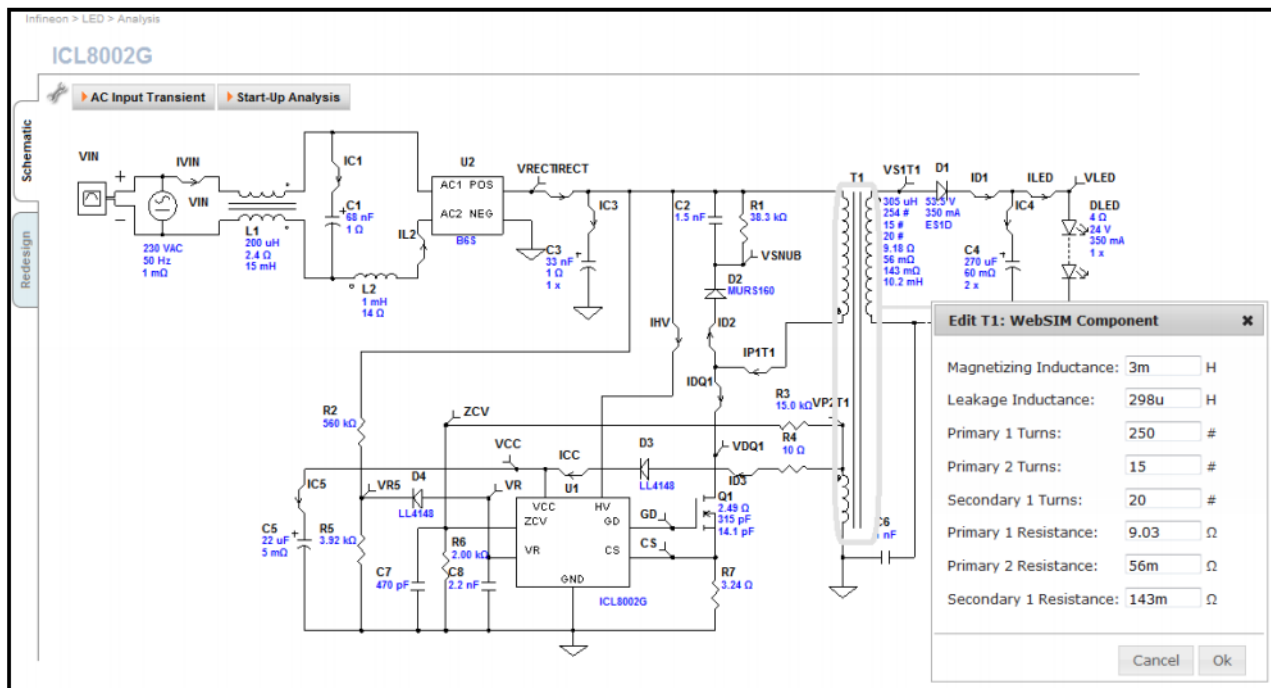 Infineon > LED > Analysis
ICL8002G
AC Input Transient
Start-Up Analysis
Schematic
Redesign
VIN
IVIN
VIN
230 VAC
50 Hz
1 mΩ
L1
200 uH
2.4 Ω
15 mH
IC1
C1
68 nF
1 Ω
L2
1 mH
14 Ω
IL2
U2
AC1 POS
AC2 NEG
B6S
VRECTIRECT
IC3
C3
33 nF
1 Ω
1 x
C2
1.5 nF
R1
38.3 kΩ
VSNUB
D2
MURS160
ID2
IHV
IP1T1
IDQ1
T1
VS1T1
305 uH
254 #
15 #
20 #
9.18 Ω
56 mΩ
143 mΩ
10.2 mH
D1
53.5 V
350 mA
ES1D
ID1
ILED
VLED
IC4
C4
270 uF
60 mΩ
2 x
DLED
4 Ω
24 V
350 mA
1 x
R2
560 kΩ
ZCV
R3
15.0 kΩ
VP2T1
R4
10 Ω
VDQ1
VCC
ICC
D3
LL4148
ID3
IC5
C5
22 uF
5 mΩ
VR5
D4
LL4148
VR
R5
3.92 kΩ
R6
2.00 kΩ
C7
470 pF
C8
2.2 nF
U1
VCC
HV
ZCV
GD
VR
CS
GND
ICL8002G
GD
CS
Q1
2.49 Ω
315 pF
14.1 pF
R7
3.24 Ω
nF
Edit T1: WebSIM Component
Magnetizing Inductance: 3m H
Leakage Inductance: 298u H
Primary 1 Turns: 250 #
Primary 2 Turns: 15 #
Secondary 1 Turns: 20 #
Primary 1 Resistance: 9.03 Ω
Primary 2 Resistance: 56m Ω
Secondary 1 Resistance: 143m Ω
Cancel
Ok